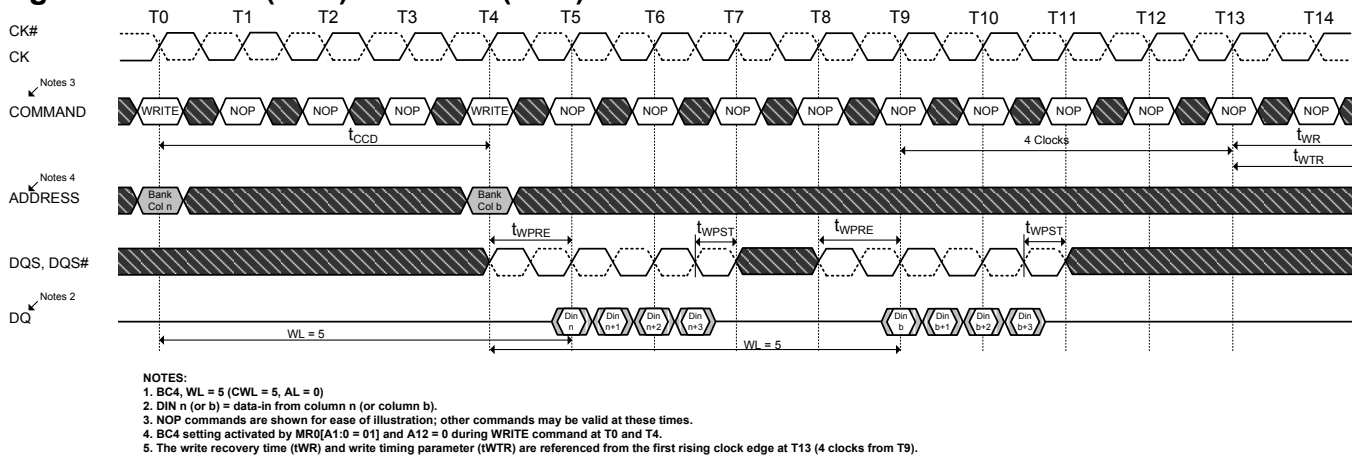 T0 T1 T2 T3 T4 T5 T6 T7 T8 T9 T10 T11 T12 T13 T14
CK#
CK
Notes 3
COMMAND
WRITE NOP NOP NOP WRITE NOP NOP NOP NOP NOP NOP NOP NOP NOP NOP
tCCD
4 Clocks
tWR
tWTR
Notes 4
ADDRESS
Bank
Col n
Bank
Col b
tWPRE tWPST tWPRE tWPST
DQS, DQS#
Notes 2
DQ
Din
n
Din
n+1
Din
n+2
Din
n+3
Din
b
Din
b+1
Din
b+2
Din
b+3
WL = 5
WL = 5
NOTES:
1. BC4, WL = 5 (CWL = 5, AL = 0)
2. DIN n (or b) = data-in from column n (or column b).
3. NOP commands are shown for ease of illustration; other commands may be valid at these times.
4. BC4 setting activated by MR0[A1:0 = 01] and A12 = 0 during WRITE command at T0 and T4.
5. The write recovery time (tWR) and write timing parameter (tWTR) are referenced from the first rising clock edge at T13 (4 clocks from T9).